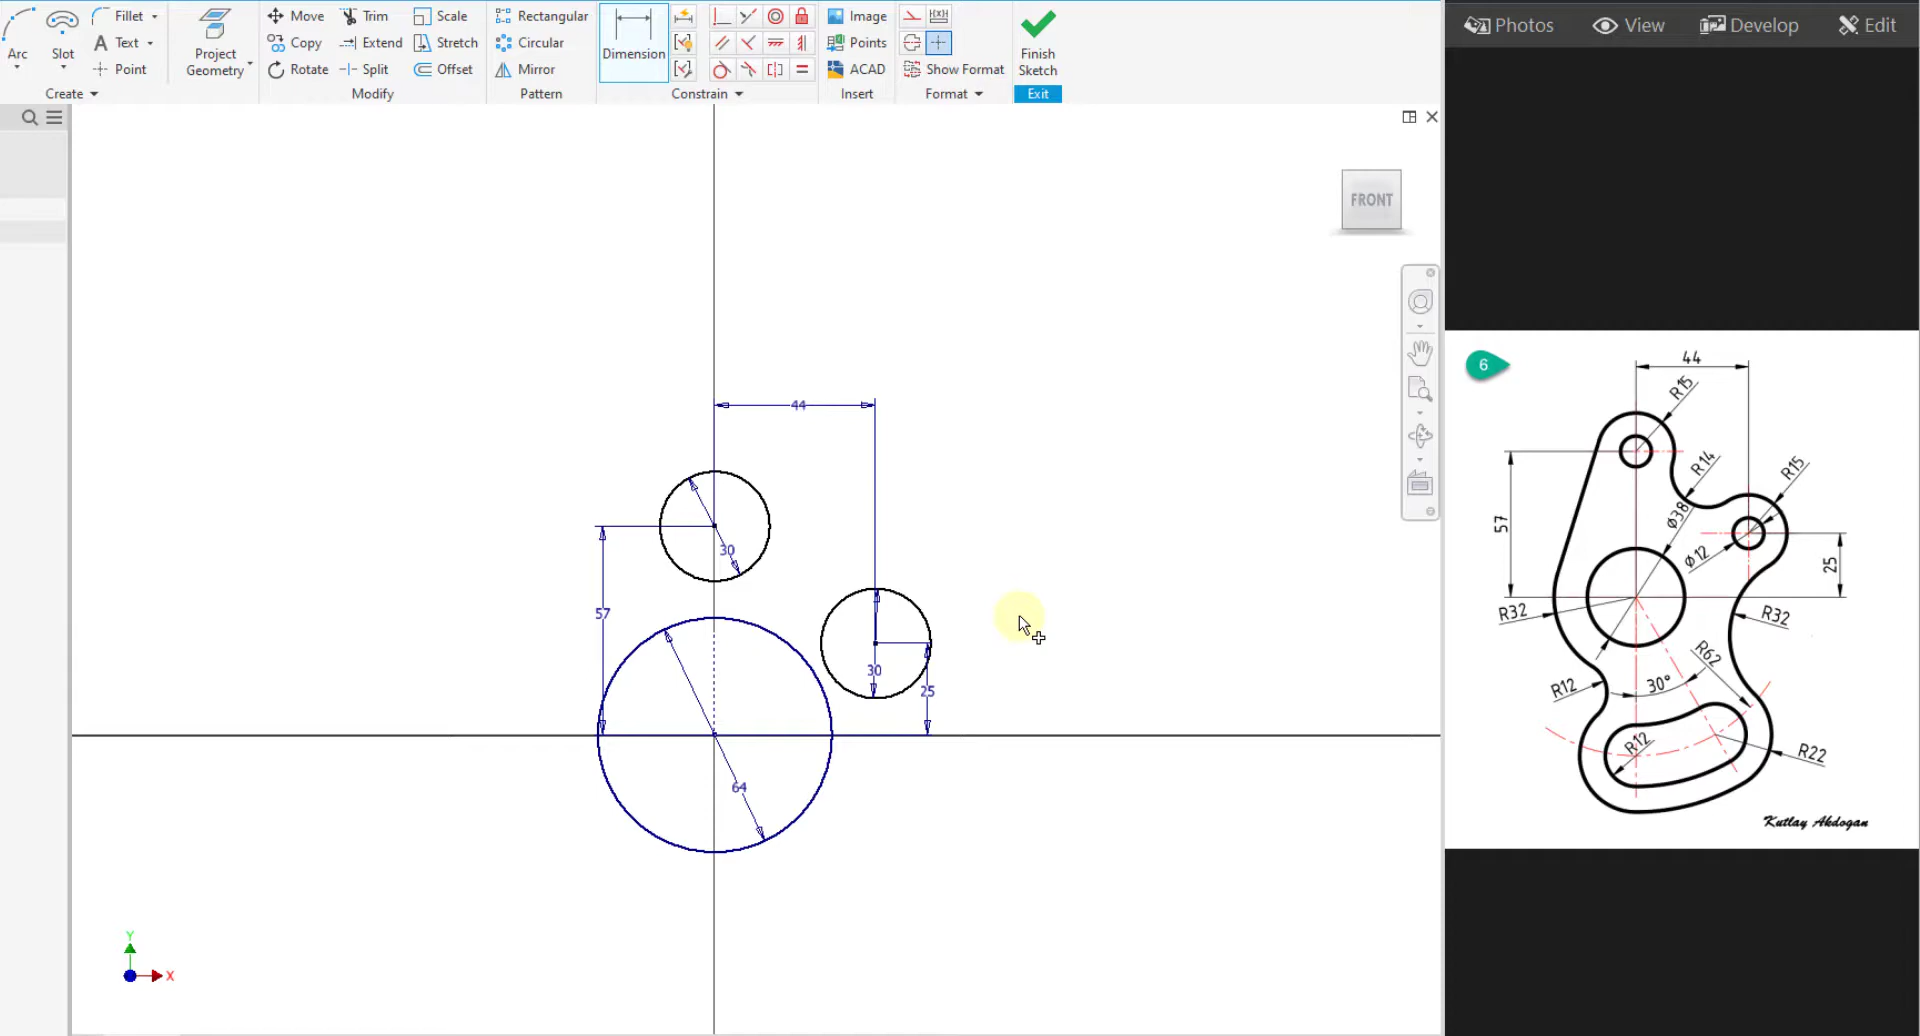 Arc
Slot
Create
Fillet
Text
Point
Project
Geometry
Move
Copy
Rotate
Trim
Extend
Split
Scale
Stretch
Offset
Modify
Rectangular
Circular
Mirror
Pattern
Dimension
Constrain
Image
Points
ACAD
Insert
Show Format
Format
Finish
Sketch
Exit
Photos
View
Develop
Edit
FRONT
44
30
57
30
25
64
Y
X
6
44
R15
R14
R15
57
Ø38
Ø12
25
R32
R32
R62
R12
30°
R12
R22
Kutlay Akdogan